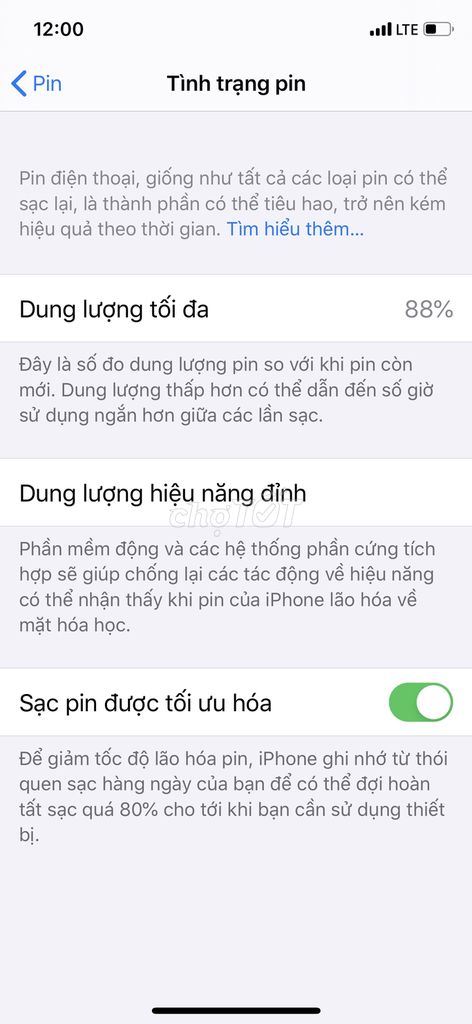 12:00
LTE
Pin
Tình trạng pin
Pin điện thoại, giống như tất cả các loại pin có thể
sạc lại, là thành phần có thể tiêu hao, trở nên kém
hiệu quả theo thời gian. Tìm hiểu thêm...
Dung lượng tối đa
88%
Đây là số đo dung lượng pin so với khi pin còn
mới. Dung lượng thấp hơn có thể dẫn đến số giờ
sử dụng ngắn hơn giữa các lần sạc.
Dung lượng hiệu năng đỉnh
chợTỐT
Phần mềm động và các hệ thống phần cứng tích
hợp sẽ giúp chống lại các tác động về hiệu năng
có thể nhận thấy khi pin của iPhone lão hóa về
mặt hóa học.
Sạc pin được tối ưu hóa
Để giảm tốc độ lão hóa pin, iPhone ghi nhớ từ thói
quen sạc hàng ngày của bạn để có thể đợi hoàn
tất sạc quá 80% cho tới khi bạn cần sử dụng thiết
bị.